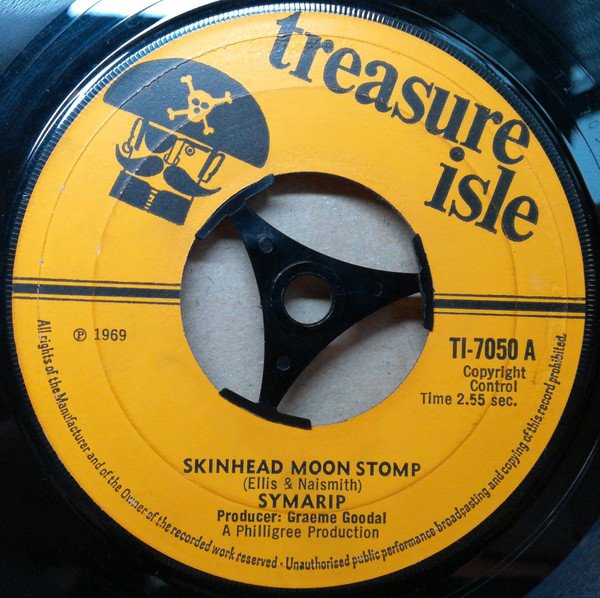 treasure
isle
℗ 1969
TI-7050 A
Copyright
Control
Time 2.55 sec.
SKINHEAD MOON STOMP
(Ellis & Naismith)
SYMARIP
Producer: Graeme Goodal
A Philligree Production
All rights of the Manufacturer and of the Owner of the recorded work reserved - Unauthorised public performance broadcasting and copying of this record prohibited.